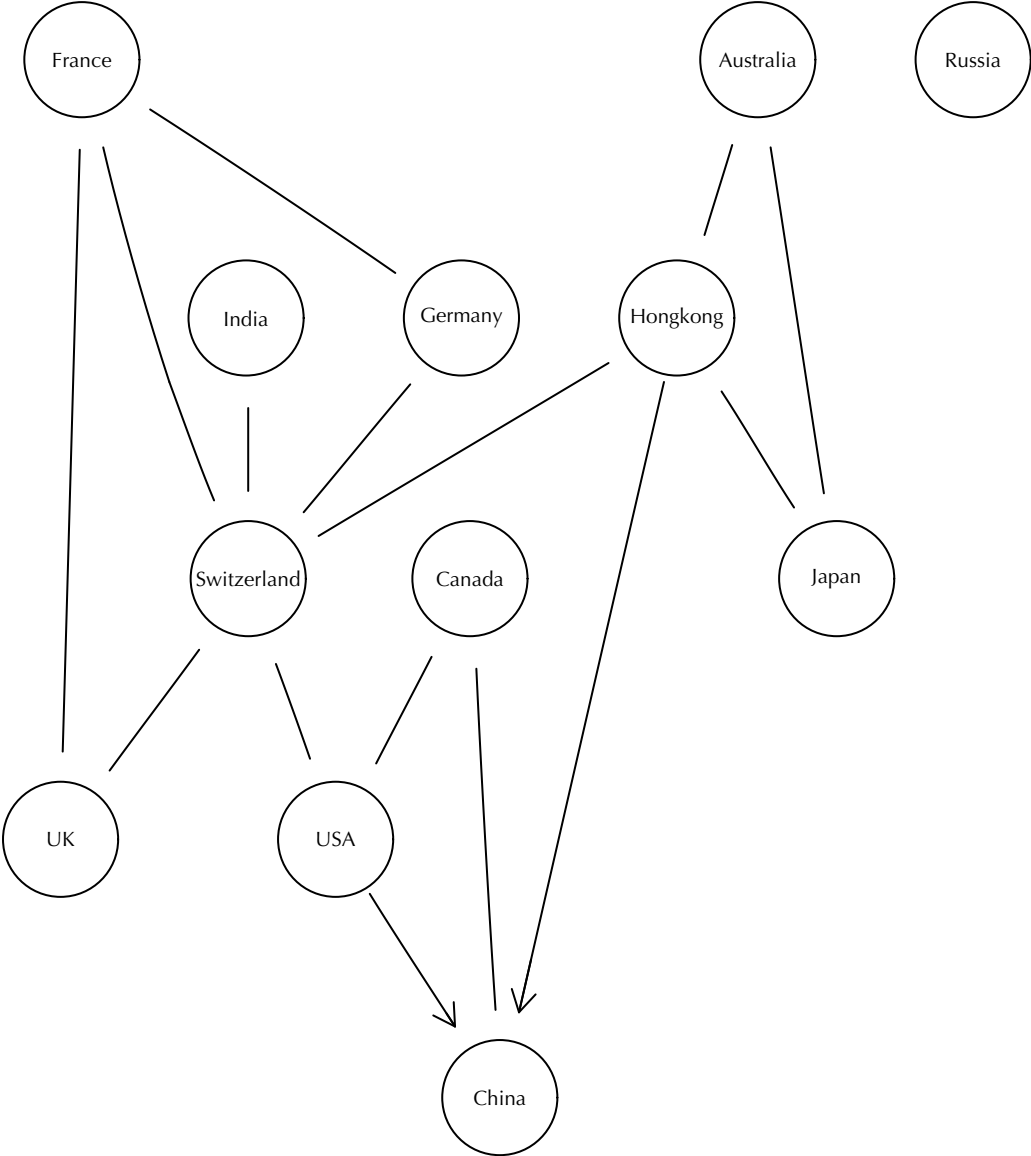 France
Australia
Russia
India
Germany
Hongkong
Switzerland
Canada
Japan
UK
USA
China